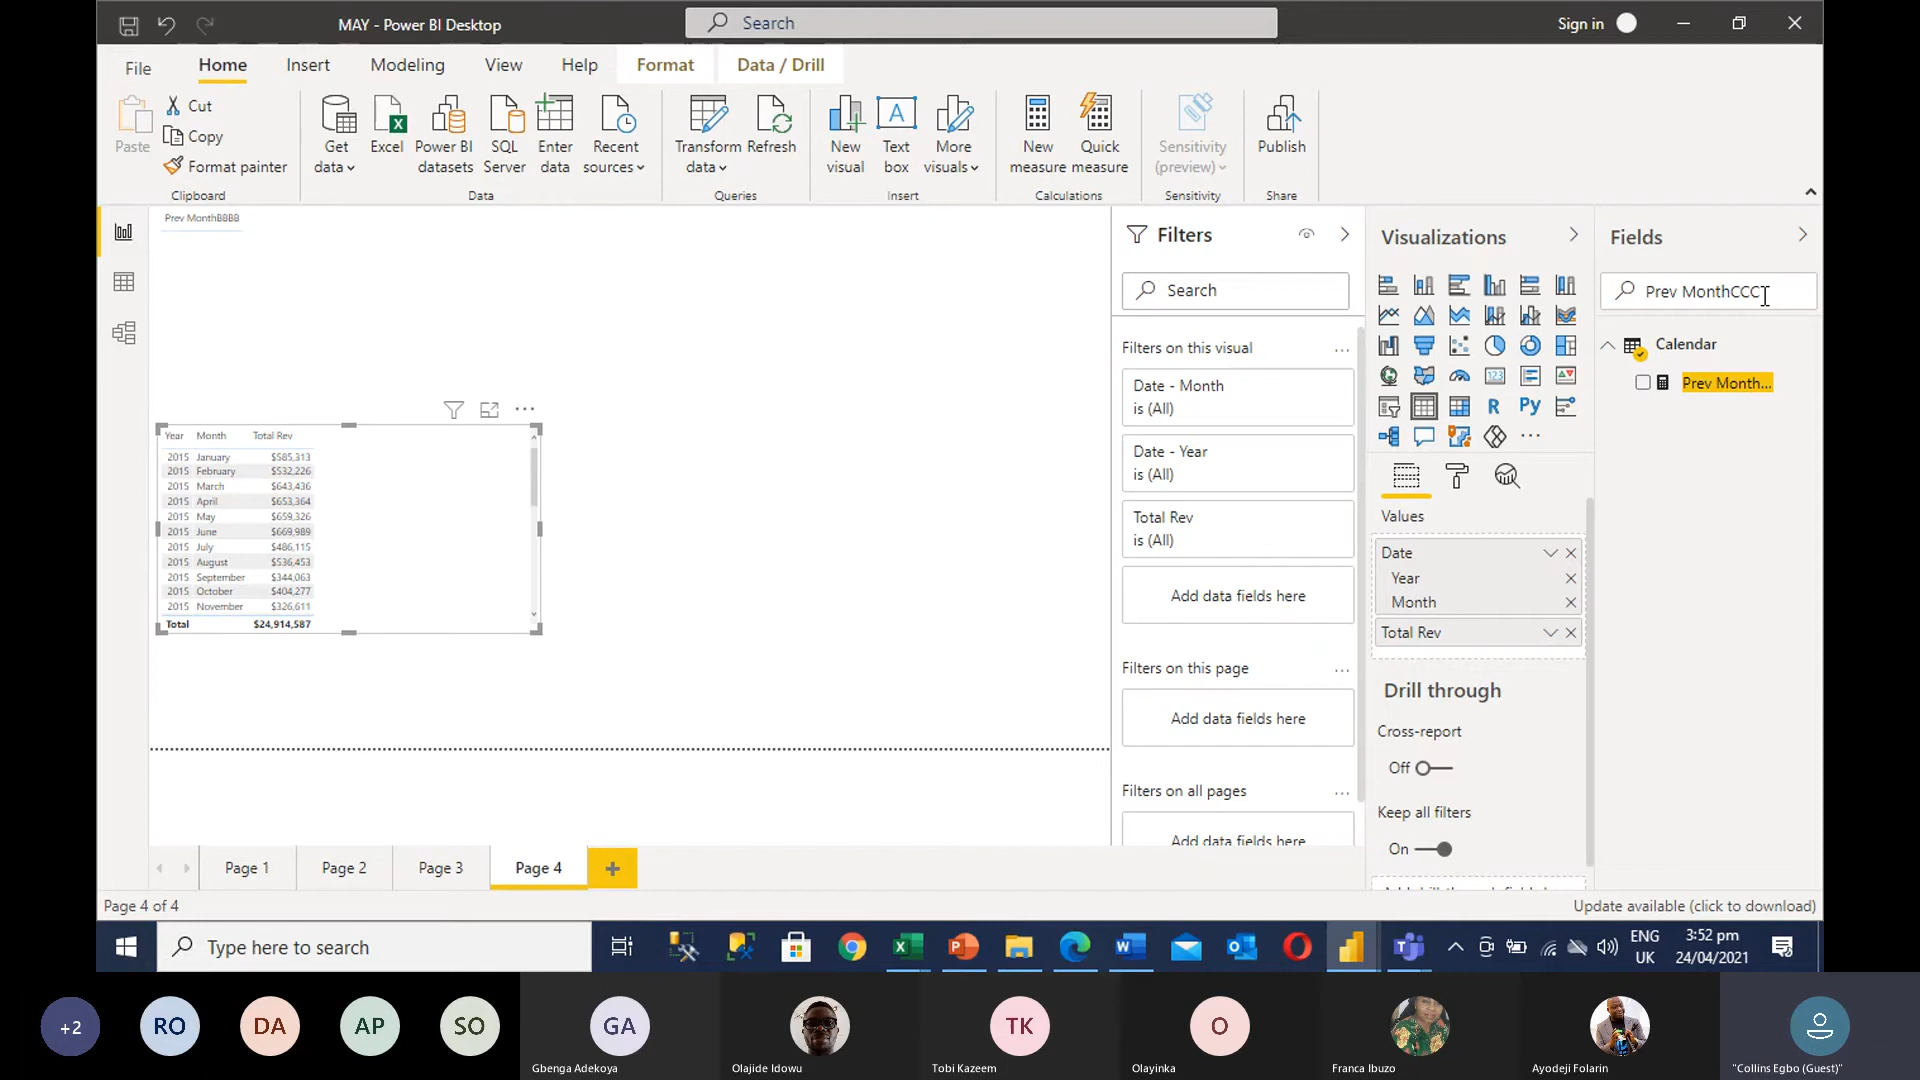 MAY - Power BI Desktop
Search
Sign in
File
Home
Insert
Modeling
View
Help
Format
Data / Drill
Paste
Cut
Copy
Format painter
Clipboard
Get data
Excel
Power BI datasets
SQL Server
Enter data
Recent sources
Data
Transform data
Refresh
Queries
New visual
A
Text box
More visuals
Insert
New measure
Quick measure
Calculations
Sensitivity (preview)
Sensitivity
Publish
Share
Prev MonthBBBB
Year Month Total Rev
2015 January $585,313
2015 February $532,226
2015 March $643,436
2015 April $653,364
2015 May $659,326
2015 June $669,989
2015 July $486,115
2015 August $536,453
2015 September $344,063
2015 October $404,277
2015 November $326,611
Total $24,914,587
Filters
Search
Filters on this visual
Date - Month
is (All)
Date - Year
is (All)
Total Rev
is (All)
Add data fields here
Filters on this page
Add data fields here
Filters on all pages
Add data fields here
Visualizations
123
R
Py
Values
Date
Year
Month
Total Rev
Drill through
Cross-report
Off
Keep all filters
On
Fields
Prev MonthCCC
Calendar
Prev Month...
Page 1
Page 2
Page 3
Page 4
Page 4 of 4
Update available (click to download)
Type here to search
ENG
UK
3:52 pm
24/04/2021
+2
RO
DA
AP
SO
GA
TK
O
Gbenga Adekoya
Olajide Idowu
Tobi Kazeem
Olayinka
Franca Ibuzo
Ayodeji Folarin
"Collins Egbo (Guest)"